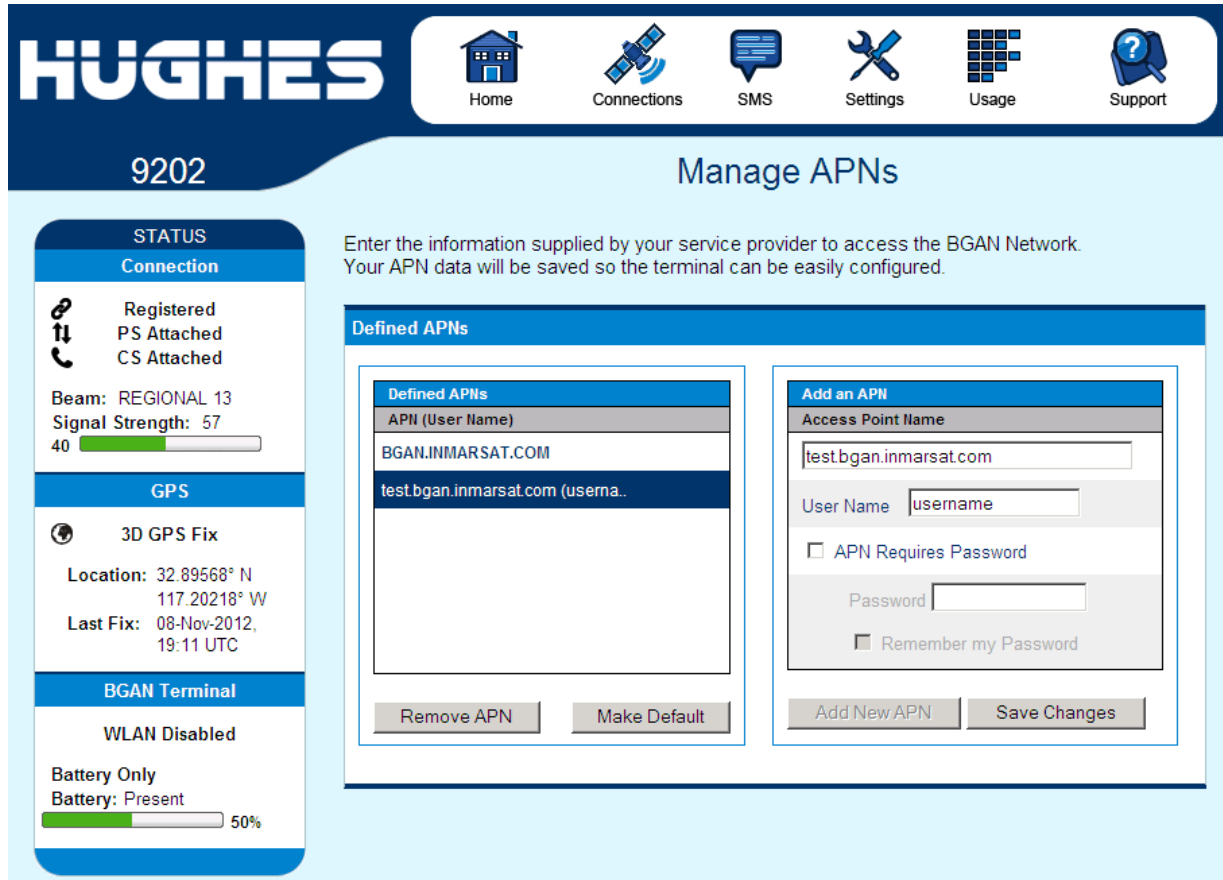 HUGHES
Home
Connections
SMS
Settings
Usage
Support
9202
Manage APNs
STATUS
Connection
Registered
PS Attached
CS Attached
Beam: REGIONAL 13
Signal Strength: 57
40
GPS
3D GPS Fix
Location: 32.89568° N
117.20218° W
Last Fix: 08-Nov-2012,
19:11 UTC
BGAN Terminal
WLAN Disabled
Battery Only
Battery: Present
50%
Enter the information supplied by your service provider to access the BGAN Network.
Your APN data will be saved so the terminal can be easily configured.
Defined APNs
Defined APNs
APN (User Name)
BGAN.INMARSAT.COM
test.bgan.inmarsat.com (userna..
Remove APN
Make Default
Add an APN
Access Point Name
test.bgan.inmarsat.com
User Name username
APN Requires Password
Password
Remember my Password
Add New APN
Save Changes